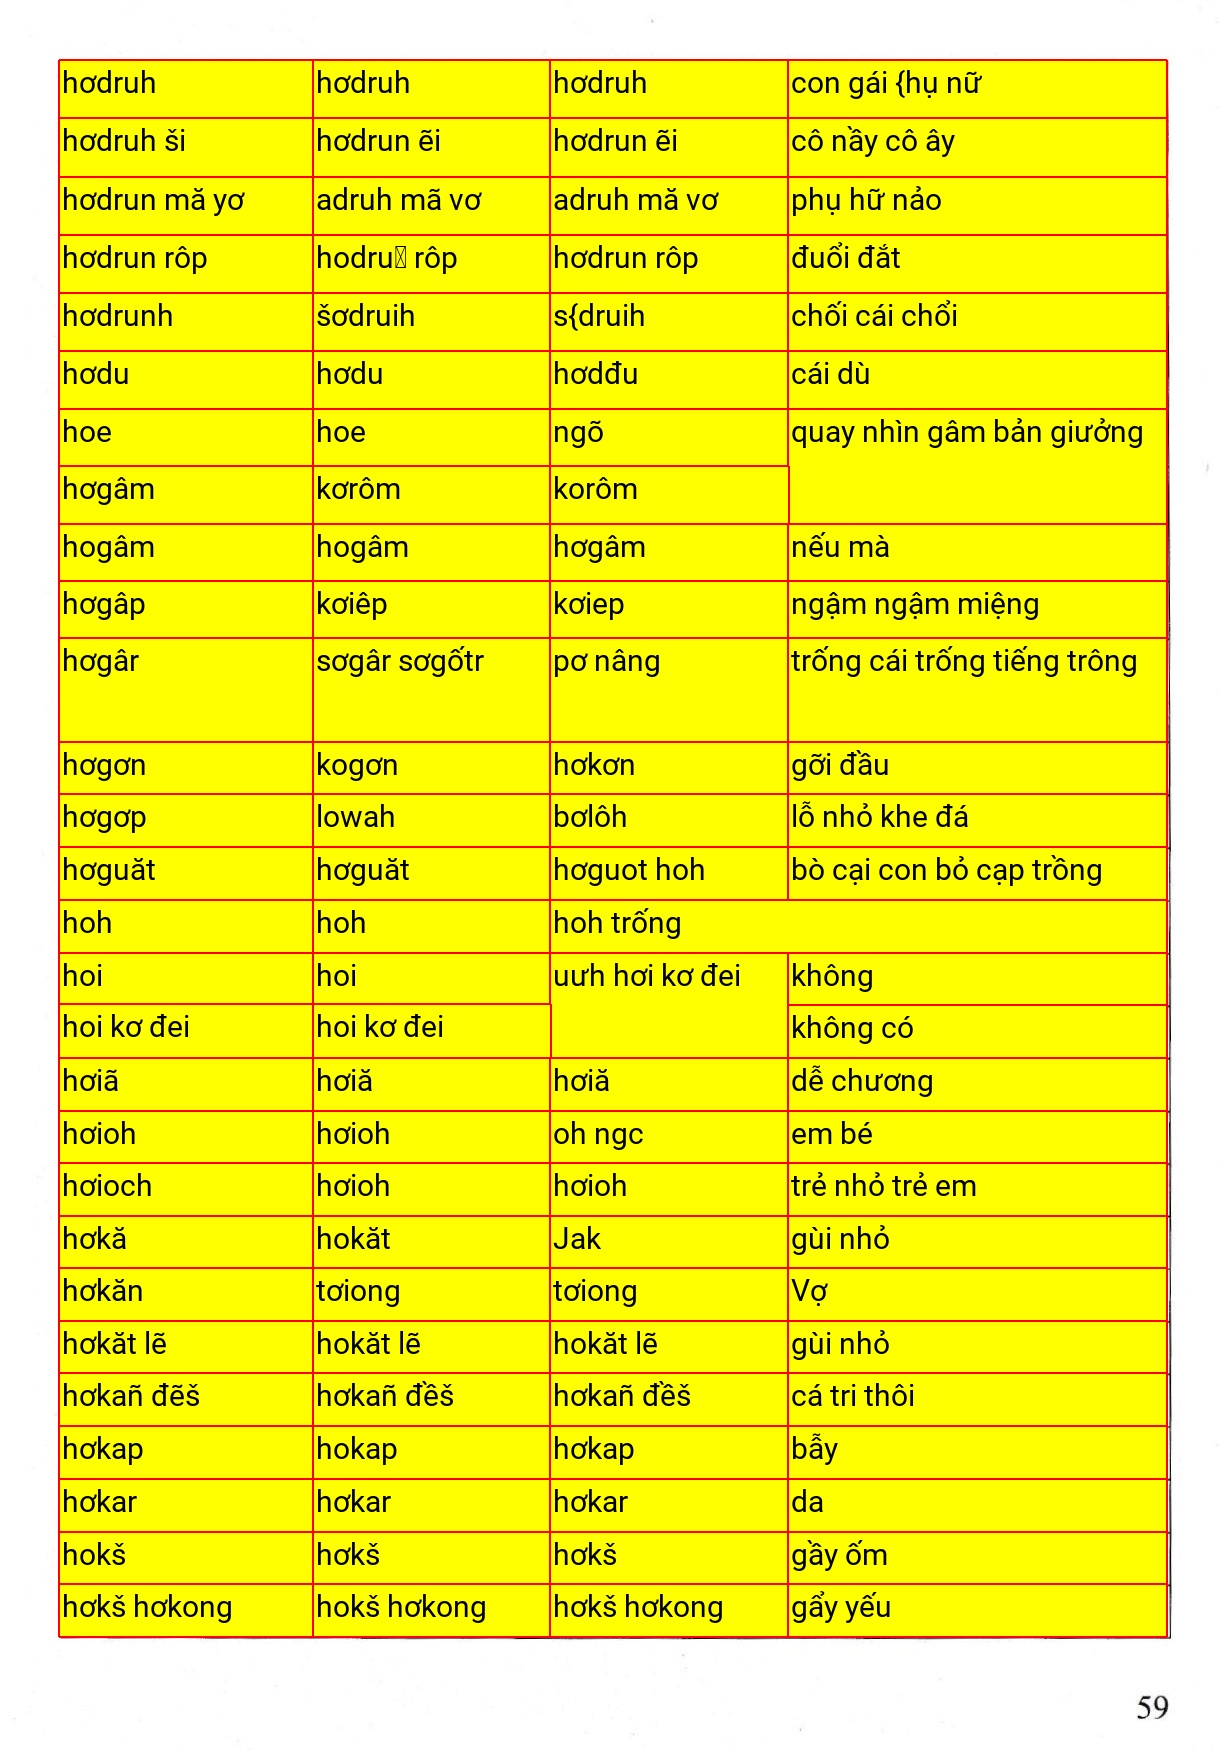 hơdruh hơdruh hơdruh con gái {hụ nữ
hơdruh ši hơdrun ẽi hơdrun ẽi cô nầy cô ây
hơdrun mă yơ adruh mã vơ adruh mă vơ phụ hữ nảo
hơdrun rôp hodru rôp hơdrun rôp đuổi đắt
hơdrunh šơdruih s{druih chối cái chổi
hơdu hơdu hơdđu cái dù
hoe hoe ngõ quay nhìn gâm bản giưởng
hơgâm kơrôm korôm
hogâm hogâm hơgâm nếu mà
hơgâp kơiêp kơiep ngậm ngậm miệng
hơgâr sơgâr sơgốtr pơ nâng trống cái trống tiếng trông
hơgơn kogơn hơkơn gỡi đầu
hơgơp lowah bơlôh lỗ nhỏ khe đá
hơguăt hơguăt hơguot hoh bò cại con bỏ cạp trồng
hoh hoh hoh trống
hoi hoi uưh hơi kơ đei không
hoi kơ đei hoi kơ đei không có
hơiã hơiă hơiă dễ chương
hơioh hơioh oh ngc em bé
hơioch hơioh hơioh trẻ nhỏ trẻ em
hơkă hokăt Jak gùi nhỏ
hơkăn tơiong tơiong Vợ
hơkăt lẽ hokăt lẽ hokăt lẽ gùi nhỏ
hơkañ đẽš hơkañ đềš hơkañ đềš cá tri thôi
hơkap hokap hơkap bẫy
hơkar hơkar hơkar da
hokš hơkš hơkš gầy ốm
hơkš hơkong hokš hơkong hơkš hơkong gẩy yếu
59